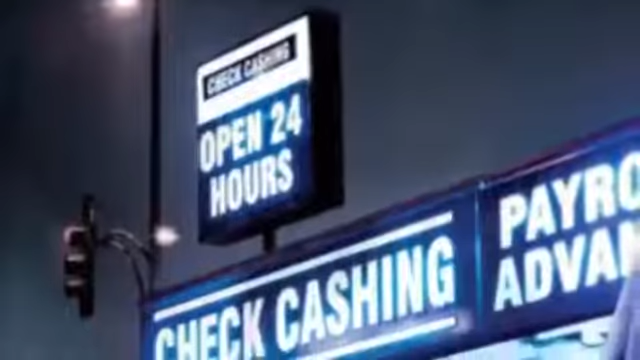 CHECK CASHING
OPEN 24
HOURS
CHECK CASHING
PAYRO
ADVAN